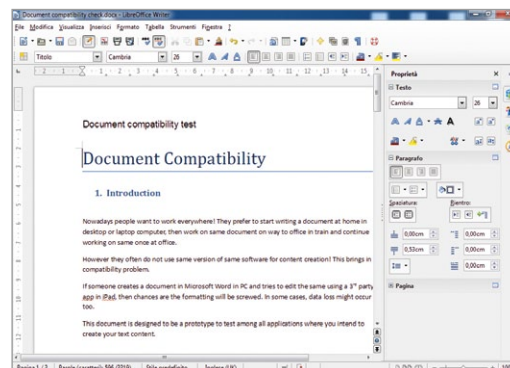 Document compatibility check.docx - LibreOffice Writer
File Modifica Visualizza Inserisci Formato Tabella Strumenti Finestra ?
Titolo Cambria 26
Document compatibility test
Document Compatibility
1. Introduction
Nowadays people want to work everywhere! They prefer to start writing a document at home in
desktop or laptop computer, then work on same document on way to office in train and continue
working on same once at office.
However they often do not use same version of same software for content creation! This brings in
compatibility problem.
If someone creates a document in Microsoft Word in PC and tries to edit the same using a 3rd party
app in iPad, then chances are the formatting will be screwed. In some cases, data loss might occur
too.
This document is designed to be a prototype to test among all applications where you intend to
create your text content.
Proprietà
Testo
Cambria 26
Paragrafo
Spaziatura: Rientro:
0,00cm 0,00cm
0,53cm 0,00cm
0,00cm
Pagina